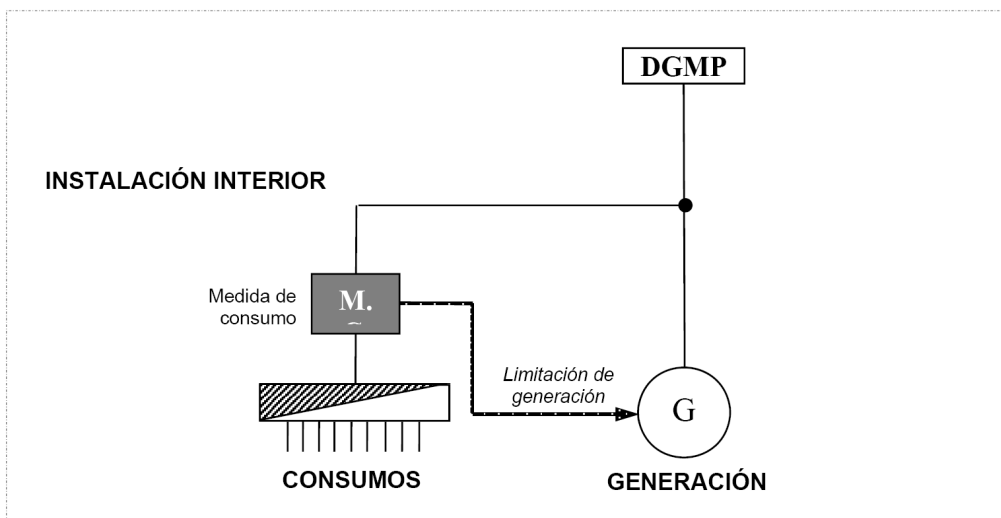 DGMP
INSTALACIÓN INTERIOR
Medida de
consumo
M.
~
Limitación de
generación
G
CONSUMOS
GENERACIÓN